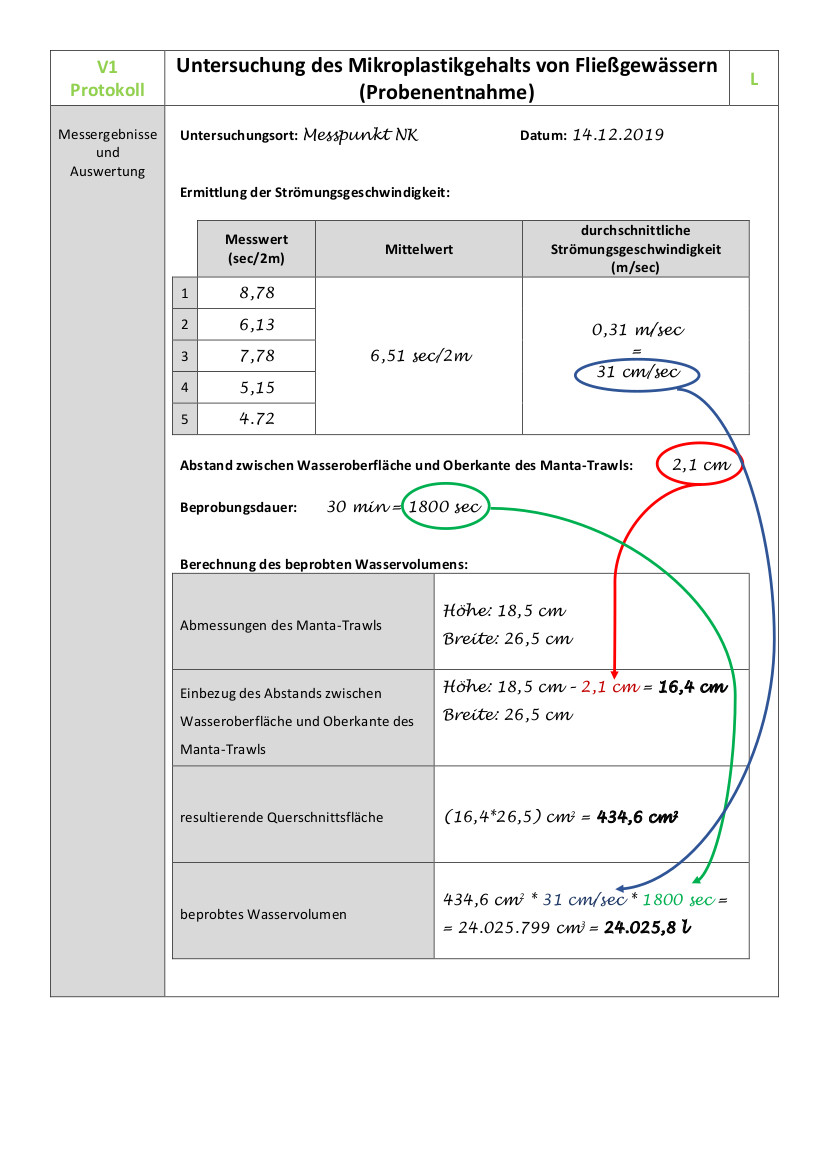 V1
Protokoll
Untersuchung des Mikroplastikgehalts von Fließgewässern
(Probenentnahme)
L
Messergebnisse
und
Auswertung
Untersuchungsort: Messpunkt NK Datum: 14.12.2019
Ermittlung der Strömungsgeschwindigkeit:
Messwert
(sec/2m)
Mittelwert
durchschnittliche
Strömungsgeschwindigkeit
(m/sec)
1 8,78
2 6,13
3 7,78
4 5,15
5 4.72
6,51 sec/2m
0,31 m/sec
=
31 cm/sec
Abstand zwischen Wasseroberfläche und Oberkante des Manta-Trawls: 2,1 cm
Beprobungsdauer: 30 min = 1800 sec
Berechnung des beprobten Wasservolumens:
Abmessungen des Manta-Trawls
Höhe: 18,5 cm
Breite: 26,5 cm
Einbezug des Abstands zwischen
Wasseroberfläche und Oberkante des
Manta-Trawls
Höhe: 18,5 cm – 2,1 cm = 16,4 cm
Breite: 26,5 cm
resultierende Querschnittsfläche
(16,4*26,5) cm² = 434,6 cm²
beprobtes Wasservolumen
434,6 cm² * 31 cm/sec * 1800 sec =
= 24.025.799 cm³ = 24.025,8 l